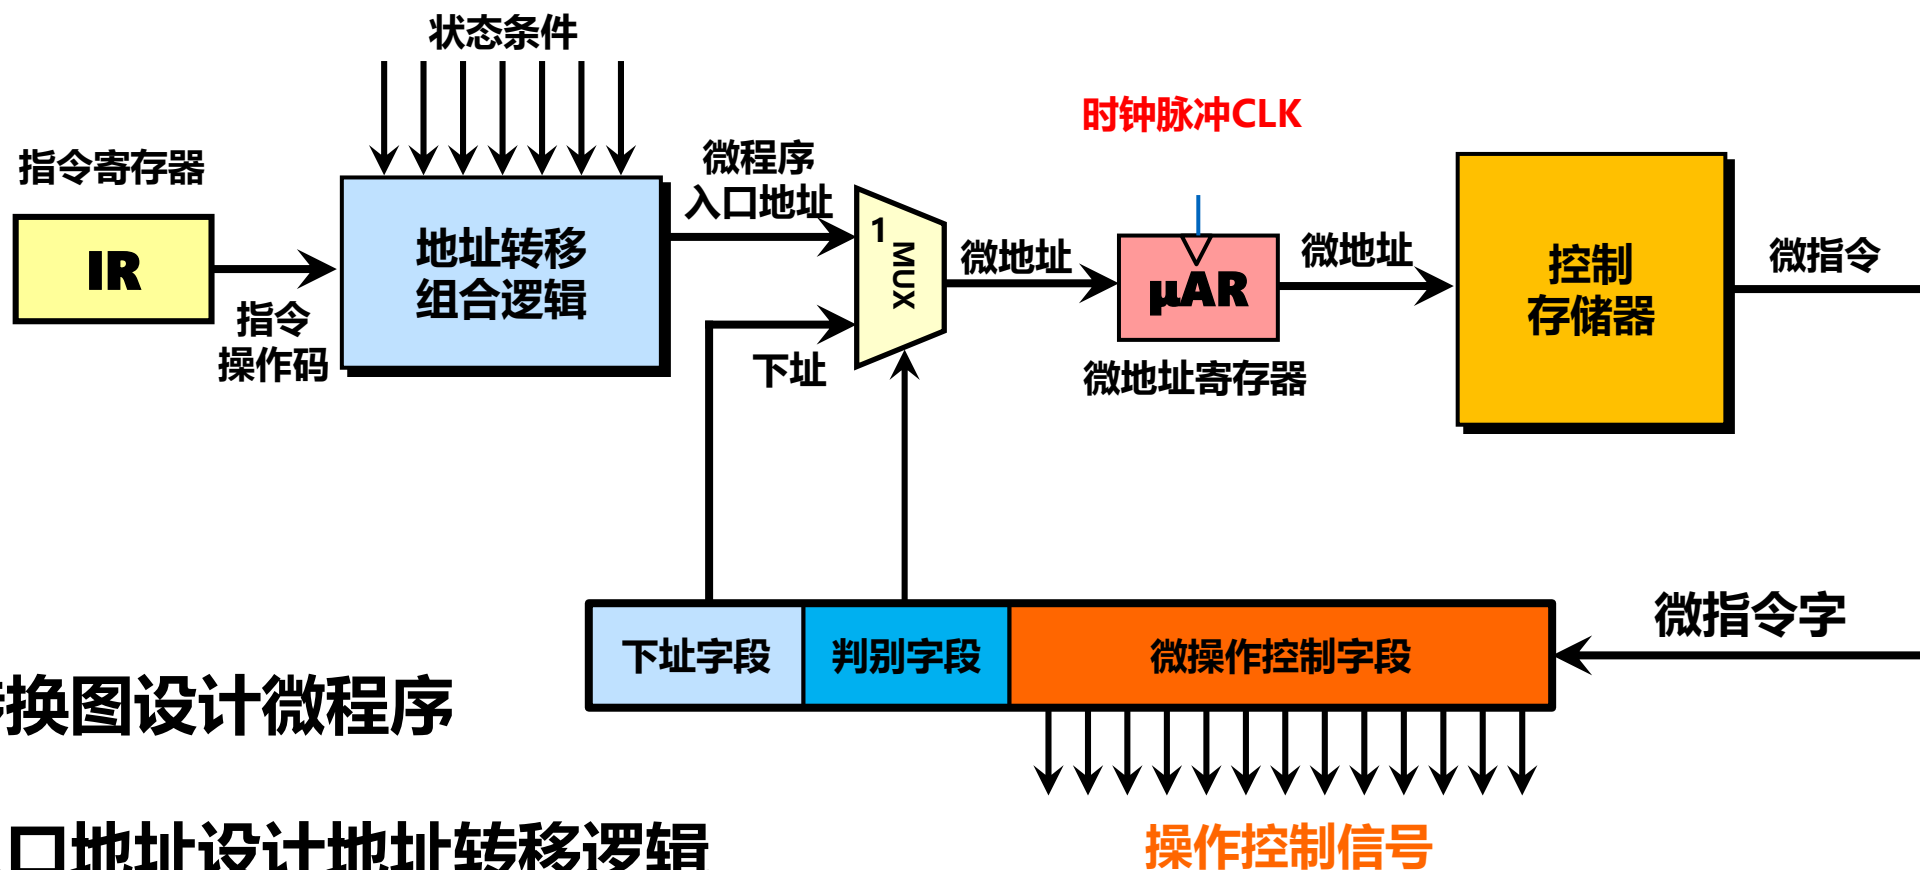 状态条件
时钟脉冲CLK
指令寄存器
微程序
入口地址
IR
地址转移
组合逻辑
1
MUX
微地址
μAR
微地址
控制
存储器
微指令
指令
操作码
下址
微地址寄存器
微指令字
下址字段
判别字段
微操作控制字段
换图设计微程序
口地址设计地址转移逻辑
操作控制信号